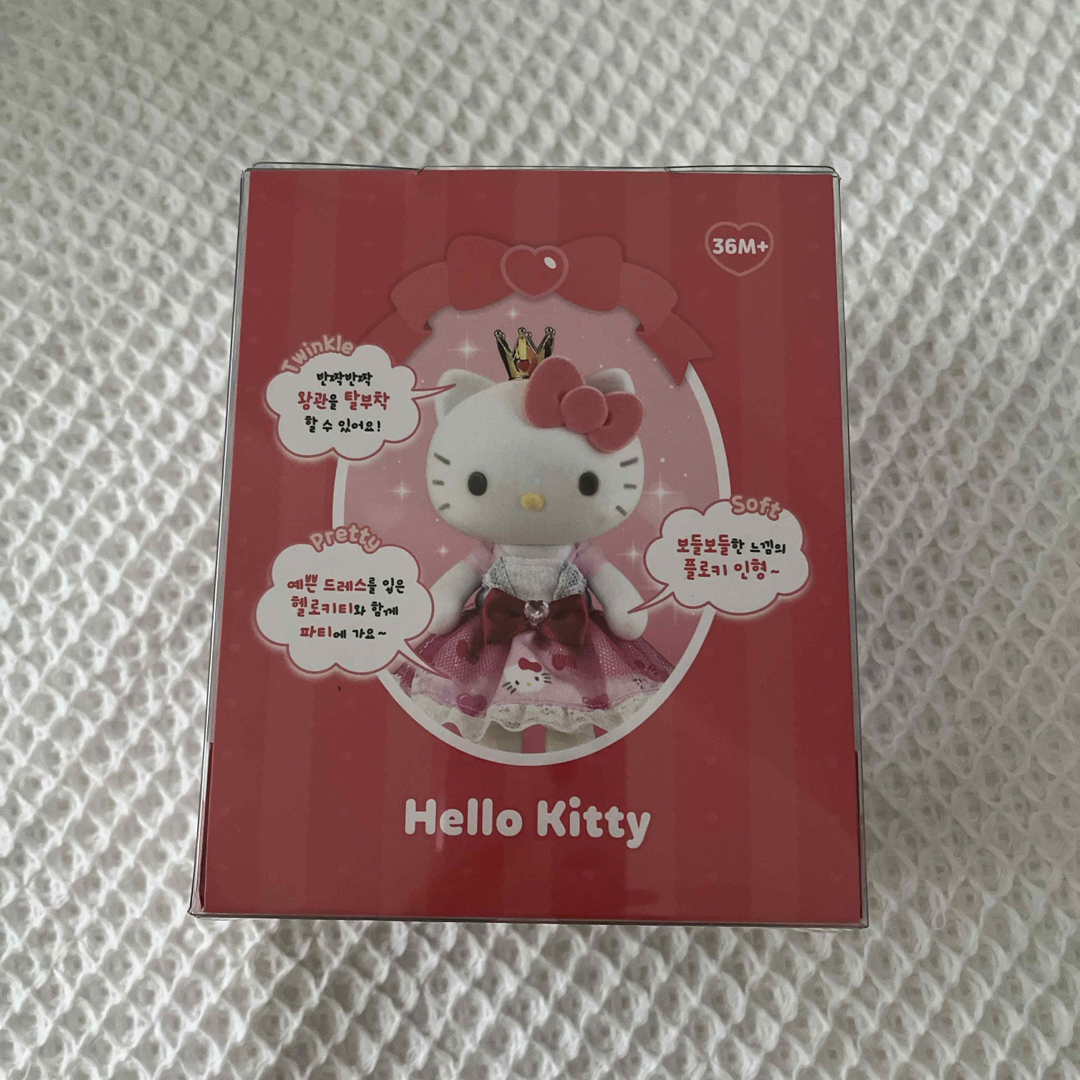 36M+
Twinkle
반짝반짝
왕관을 탈부착
할 수 있어요!
Soft
보들보들한 느낌의
플로키 인형~
Pretty
예쁜 드레스를 입은
헬로키티와 함께
파티에 가요~
Hello Kitty